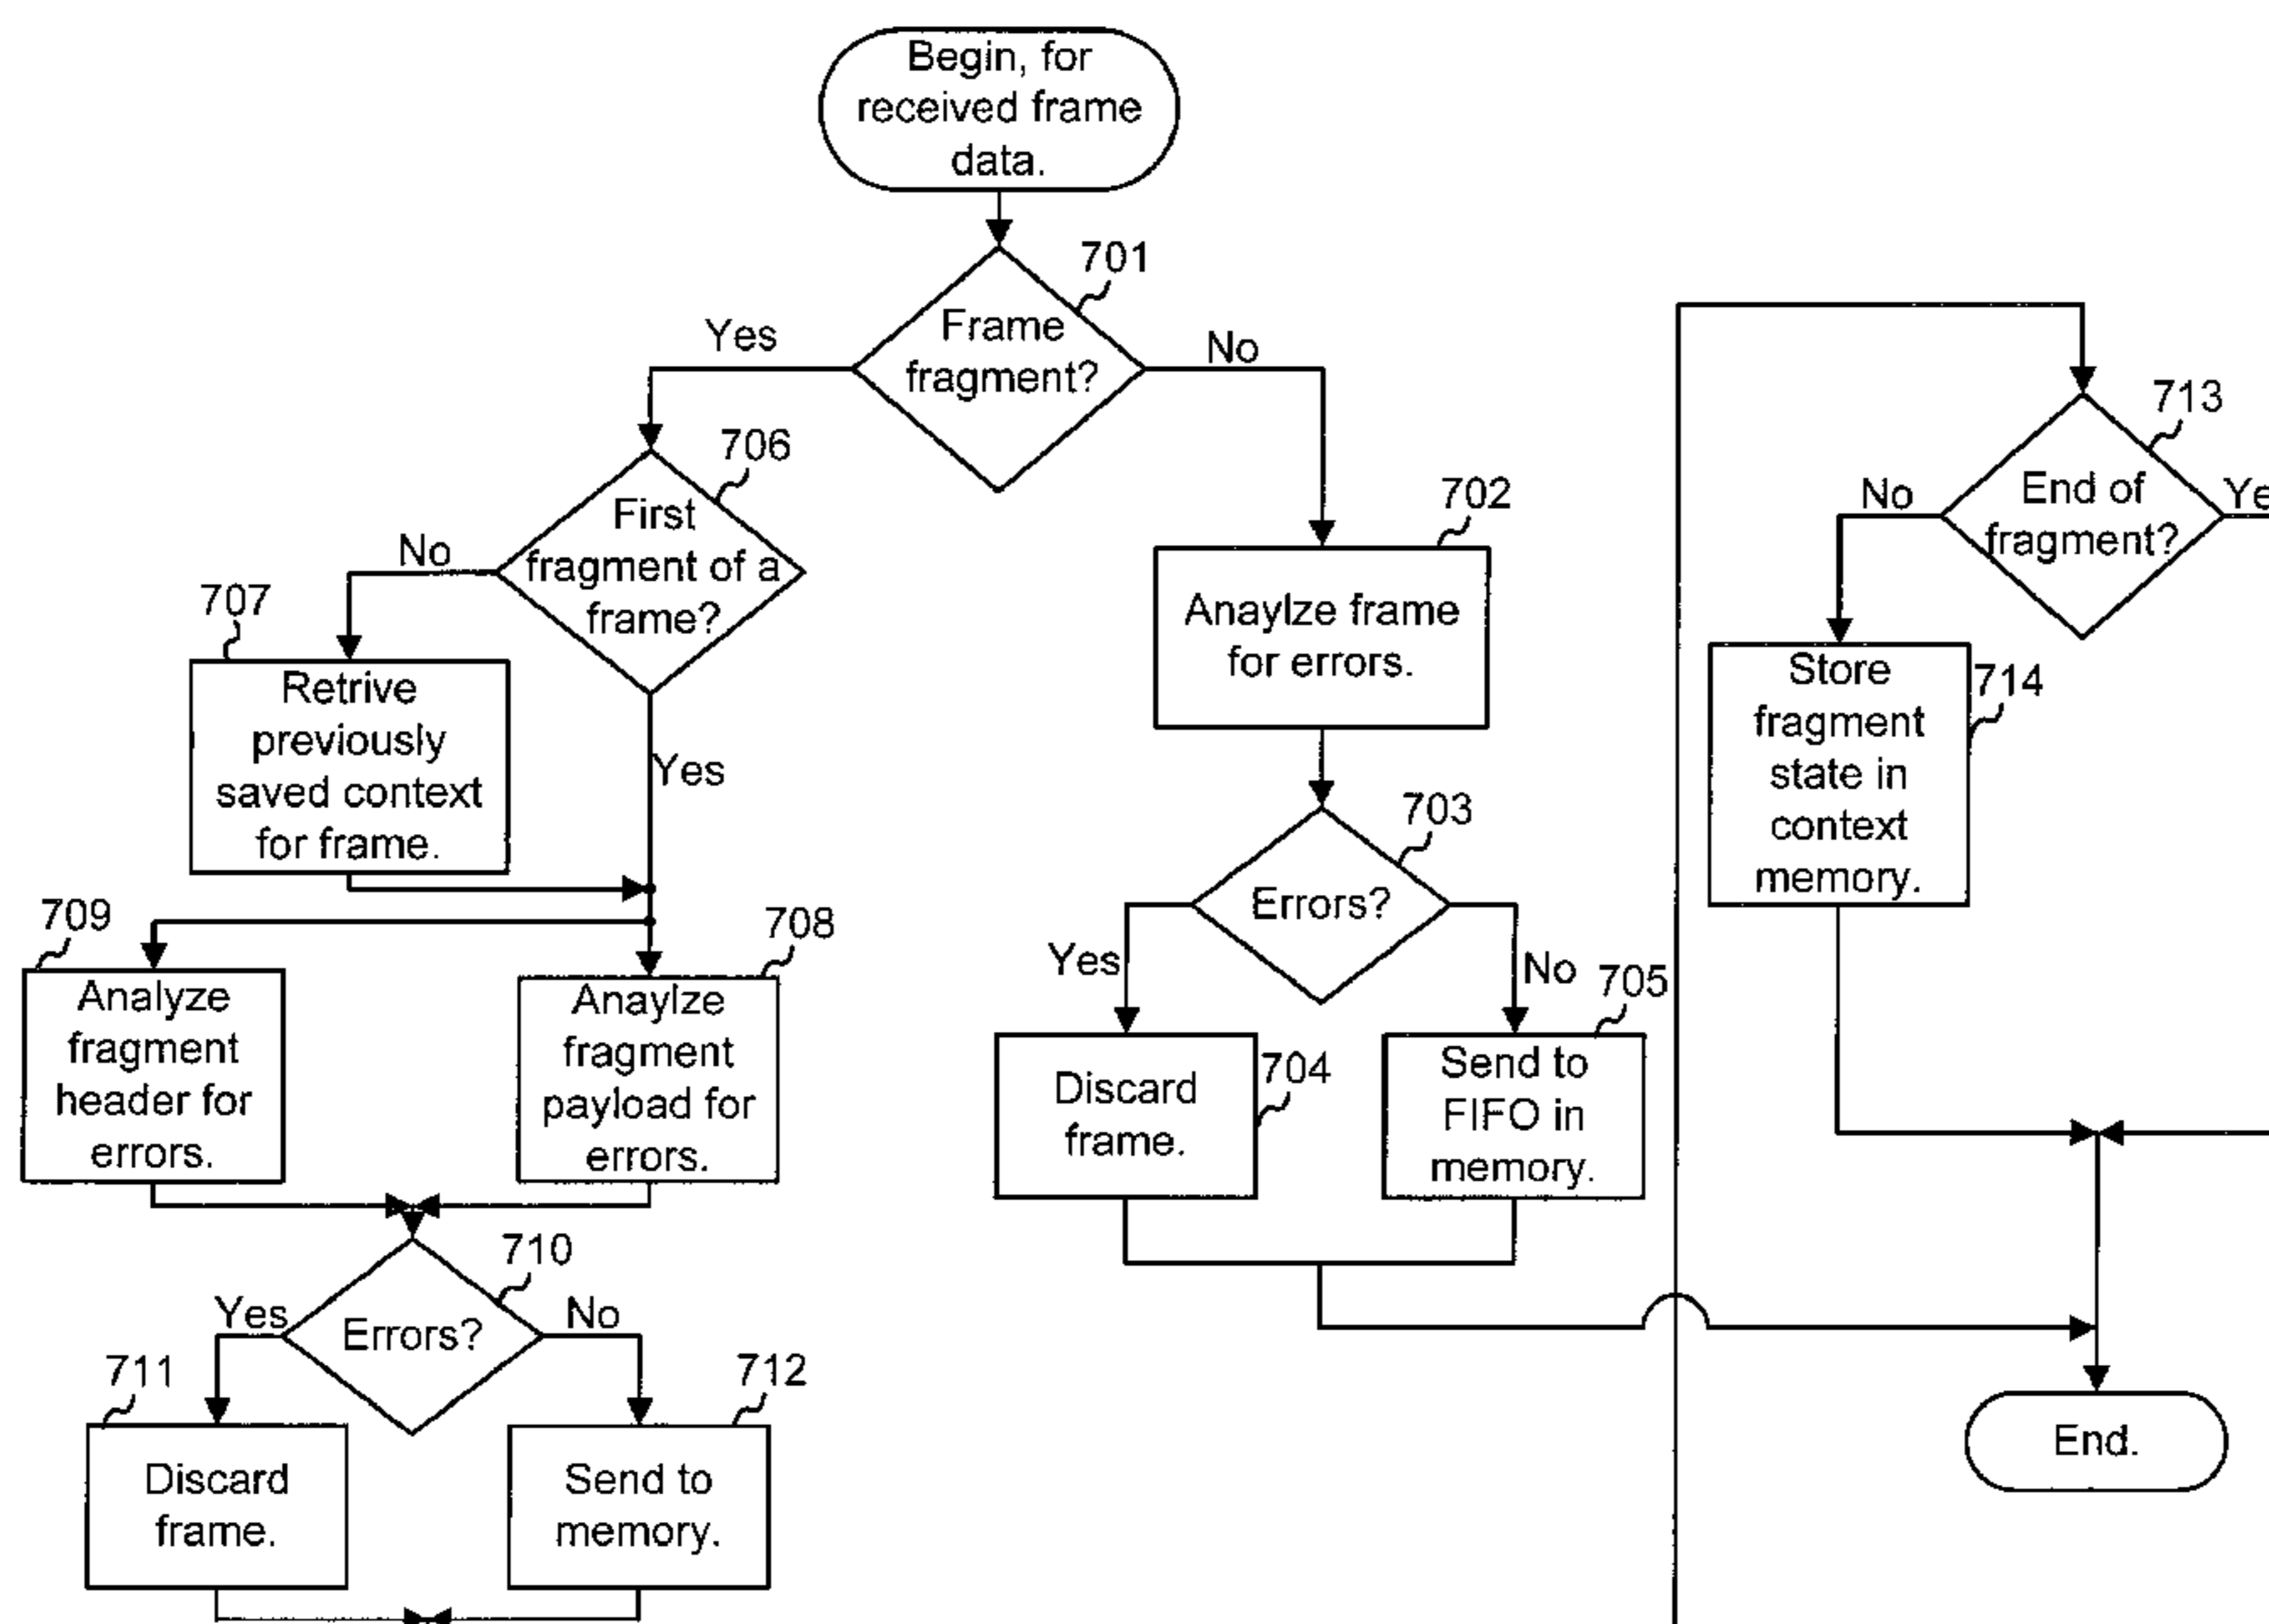 Begin, for
received frame
data.
701
Frame
fragment?
Yes
No
706
First
fragment of a
frame?
No
Yes
707
Retrive
previously
saved context
for frame.
709
Analyze
fragment
header for
errors.
708
Anaylze
fragment
payload for
errors.
710
Errors?
Yes
No
711
Discard
frame.
712
Send to
memory.
702
Anaylze frame
for errors.
703
Errors?
Yes
No
704
Discard
frame.
705
Send to
FIFO in
memory.
713
End of
fragment?
No
Ye
714
Store
fragment
state in
context
memory.
End.